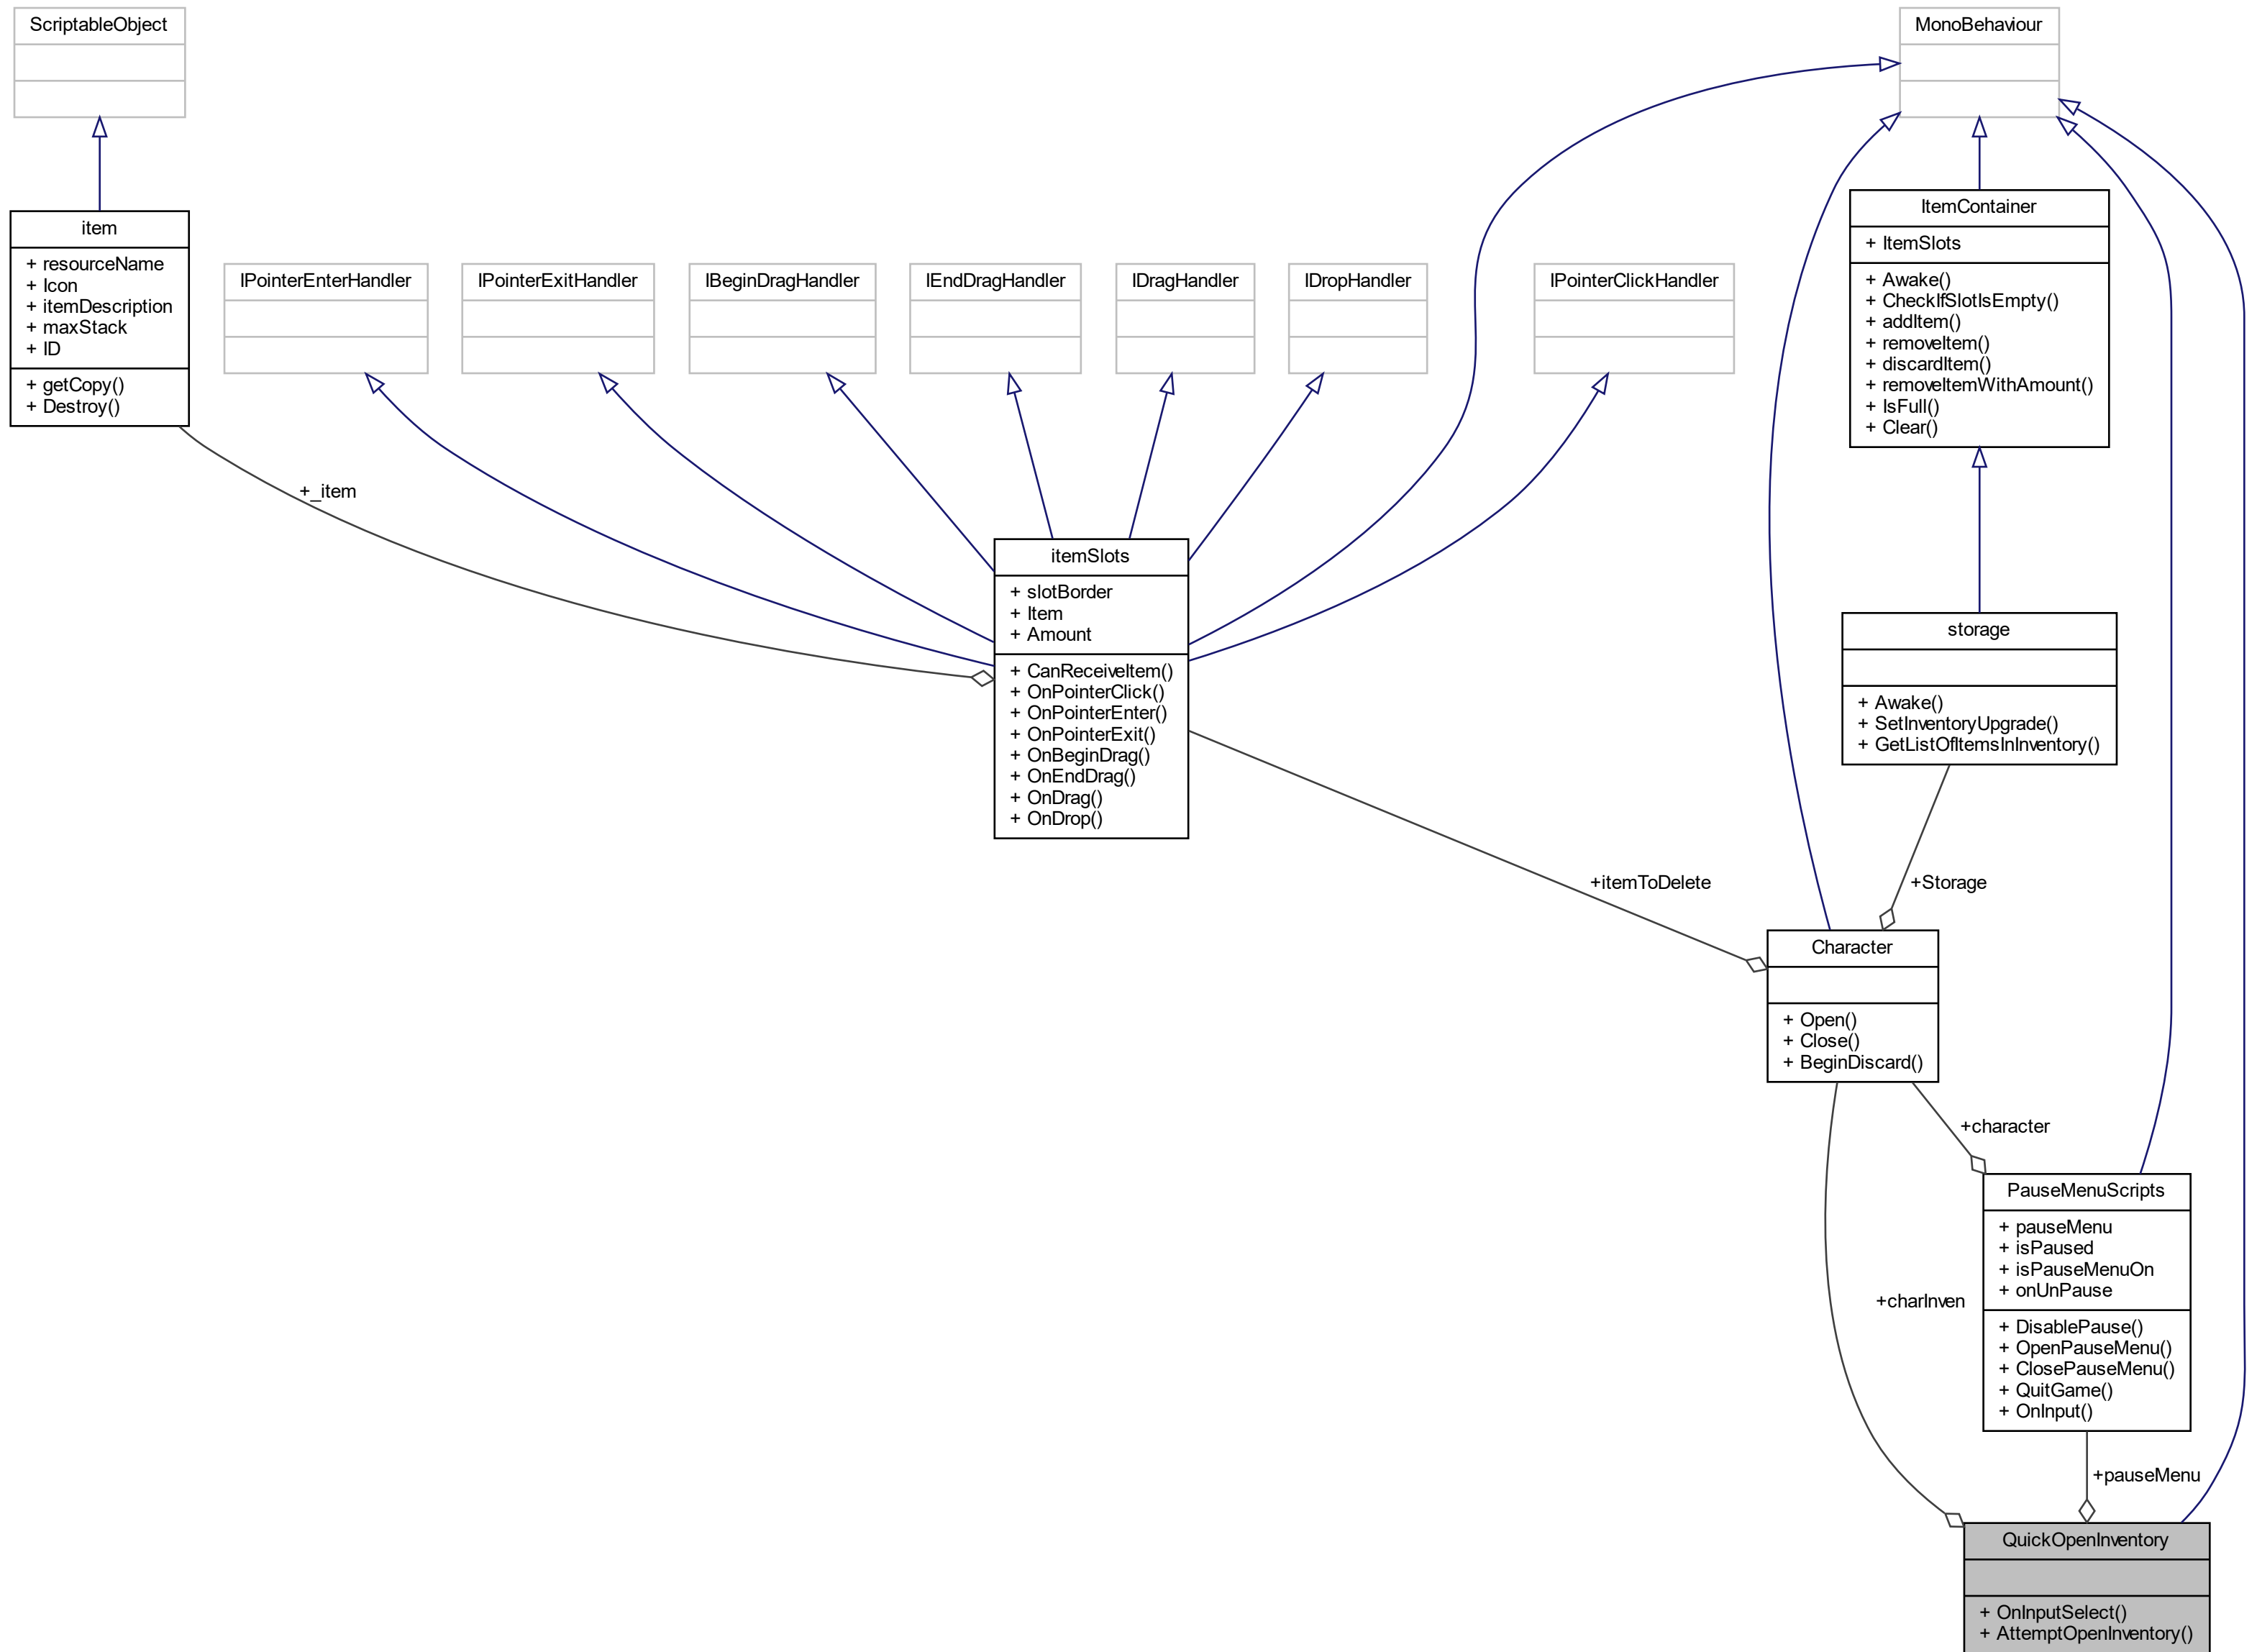 ScriptableObject
MonoBehaviour
item
+ resourceName
+ Icon
+ itemDescription
+ maxStack
+ ID
+ getCopy()
+ Destroy()
ItemContainer
+ ItemSlots
+ Awake()
+ CheckIfSlotIsEmpty()
+ addItem()
+ removeItem()
+ discardItem()
+ removeItemWithAmount()
+ IsFull()
+ Clear()
IPointerEnterHandler
IPointerExitHandler
IBeginDragHandler
IEndDragHandler
IDragHandler
IDropHandler
IPointerClickHandler
+_item
itemSlots
+ slotBorder
+ Item
+ Amount
+ CanReceiveItem()
+ OnPointerClick()
+ OnPointerEnter()
+ OnPointerExit()
+ OnBeginDrag()
+ OnEndDrag()
+ OnDrag()
+ OnDrop()
storage
+ Awake()
+ SetInventoryUpgrade()
+ GetListOfItemsInInventory()
+itemToDelete
+Storage
Character
+ Open()
+ Close()
+ BeginDiscard()
+character
PauseMenuScripts
+ pauseMenu
+ isPaused
+ isPauseMenuOn
+ onUnPause
+ DisablePause()
+ OpenPauseMenu()
+ ClosePauseMenu()
+ QuitGame()
+ OnInput()
+charInven
+pauseMenu
QuickOpenInventory
+ OnInputSelect()
+ AttemptOpenInventory()